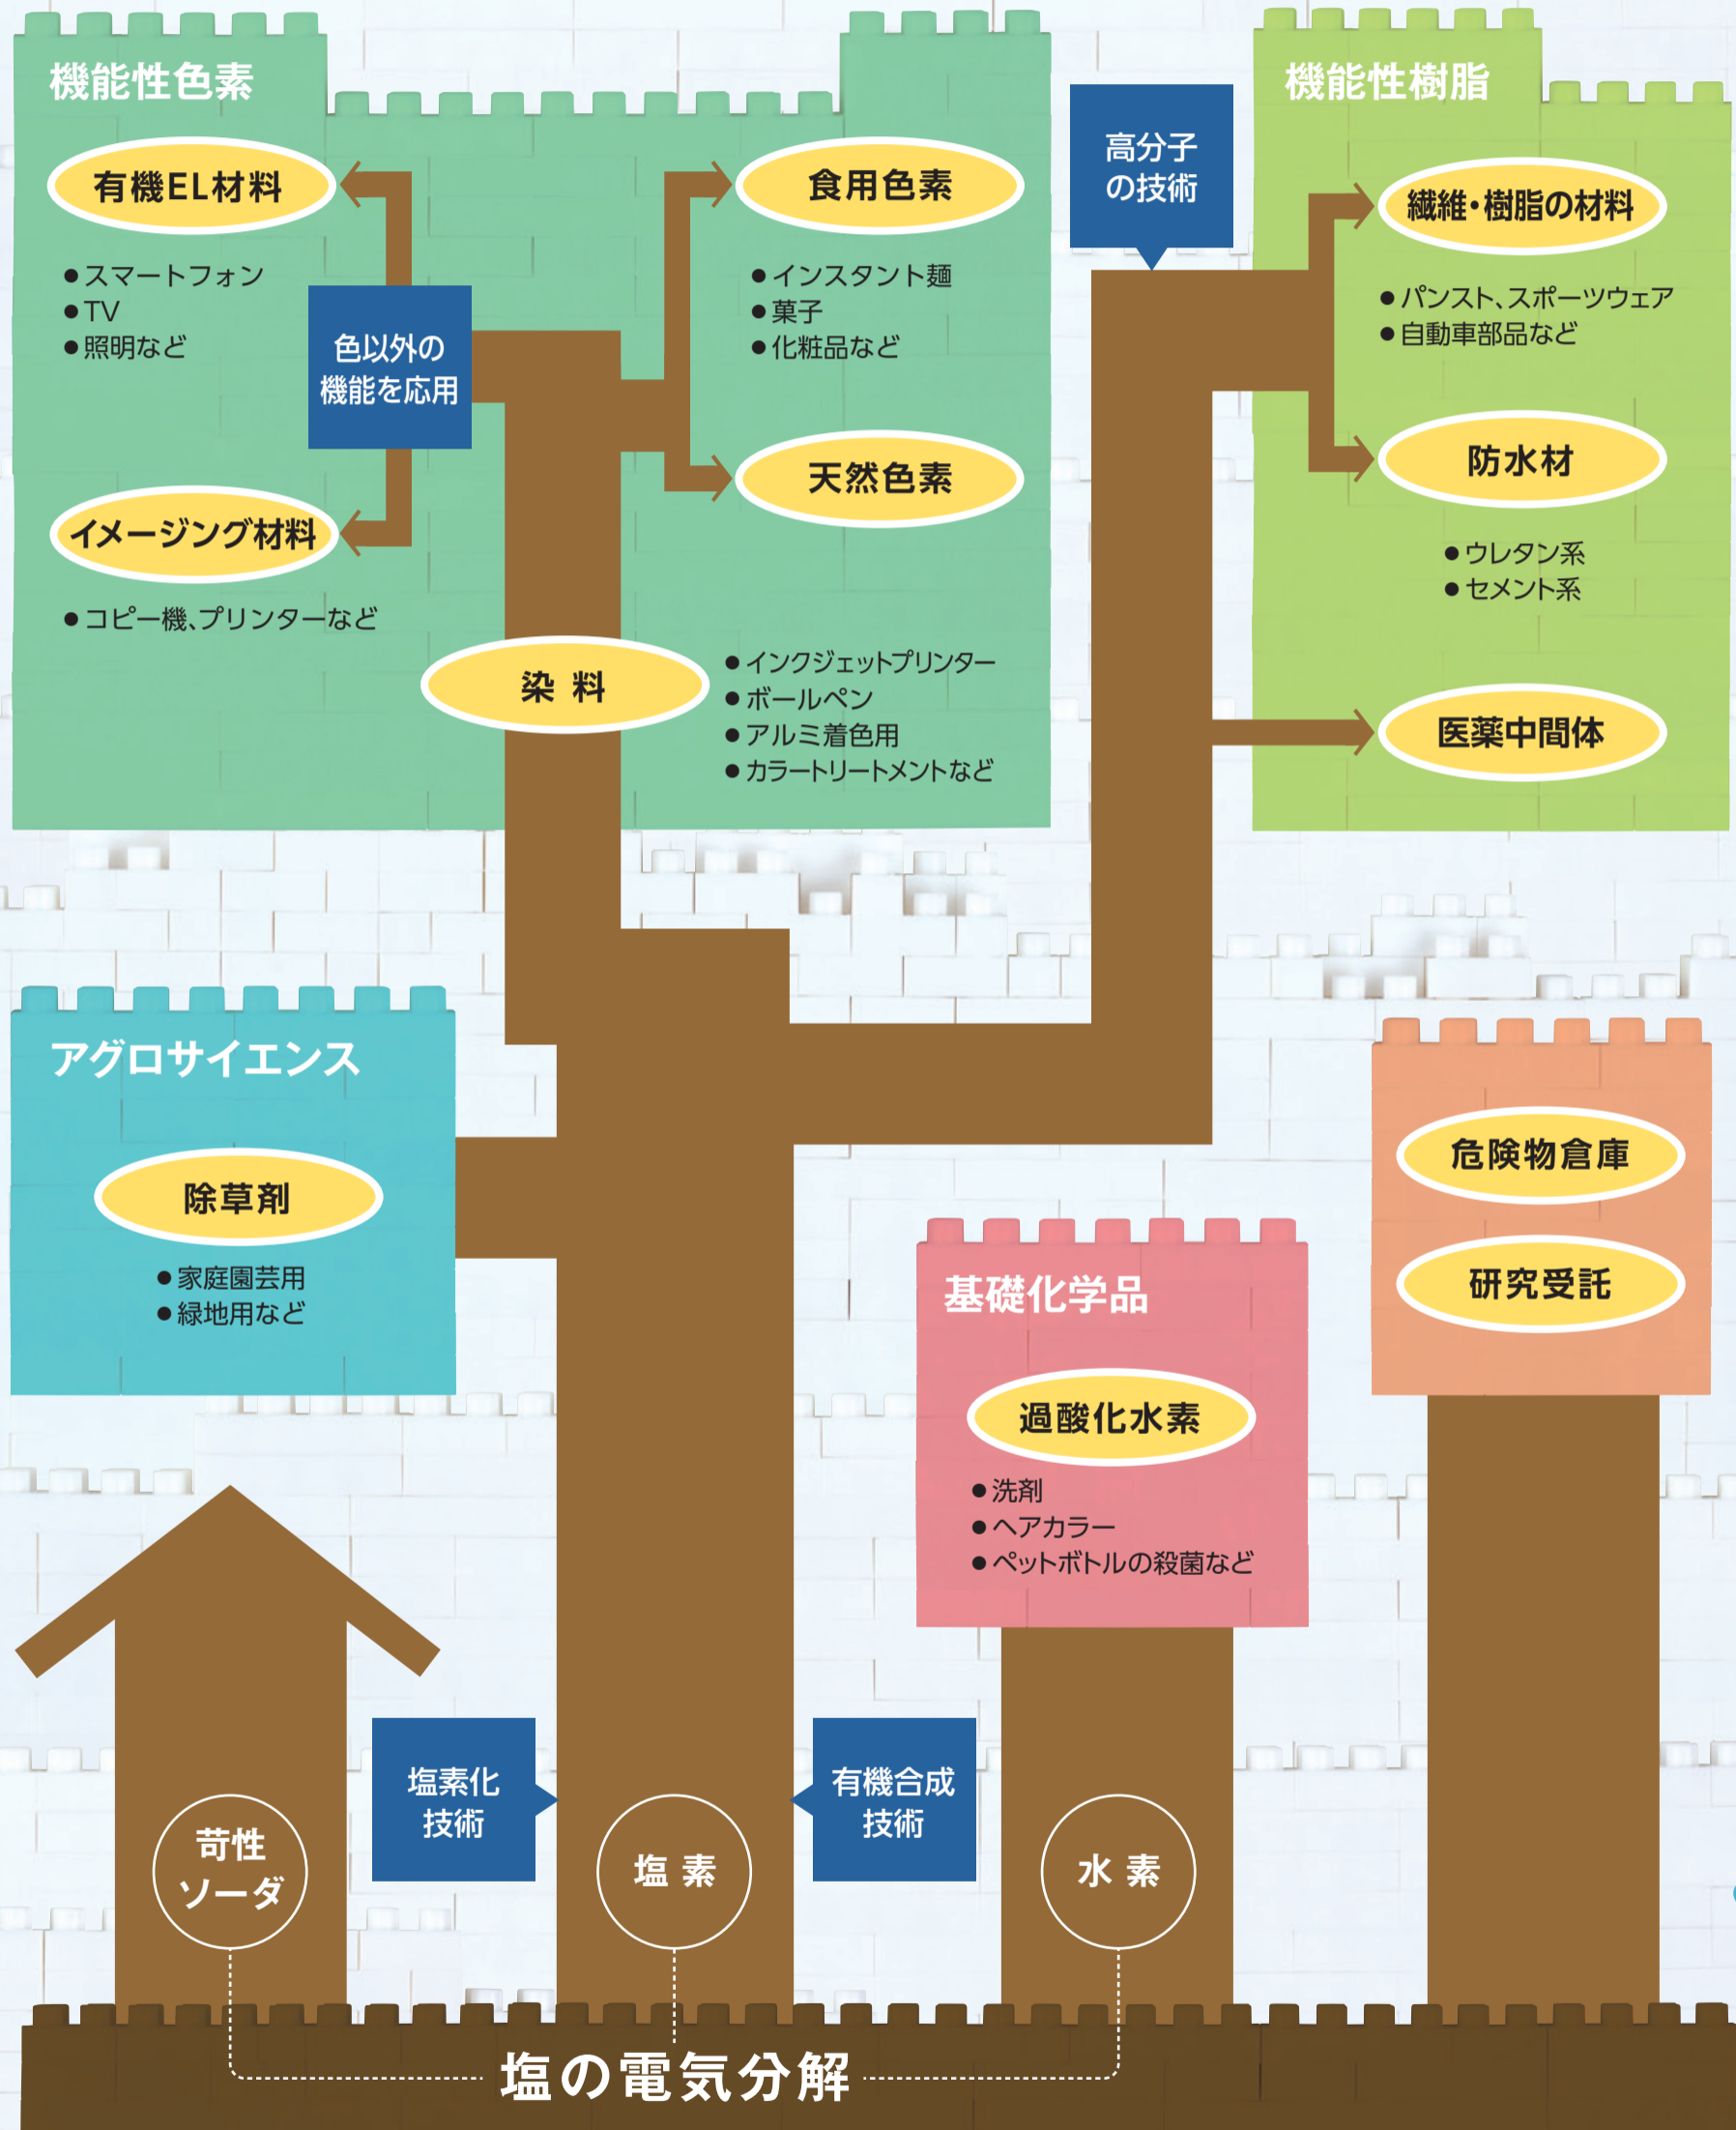 機能性色素
有機EL材料
●スマートフォン
●TV
●照明など
色以外の
機能を応用
イメージング材料
●コピー機、プリンターなど
食用色素
●インスタント麺
●菓子
●化粧品など
天然色素
染 料
●インクジェットプリンター
●ボールペン
●アルミ着色用
●カラートリートメントなど
高分子
の技術
機能性樹脂
繊維・樹脂の材料
●パンスト、スポーツウェア
●自動車部品など
防水材
●ウレタン系
●セメント系
医薬中間体
アグロサイエンス
除草剤
●家庭園芸用
●緑地用など
基礎化学品
過酸化水素
●洗剤
●ヘアカラー
●ペットボトルの殺菌など
危険物倉庫
研究受託
苛性
ソーダ
塩素化
技術
塩 素
有機合成
技術
水 素
塩の電気分解